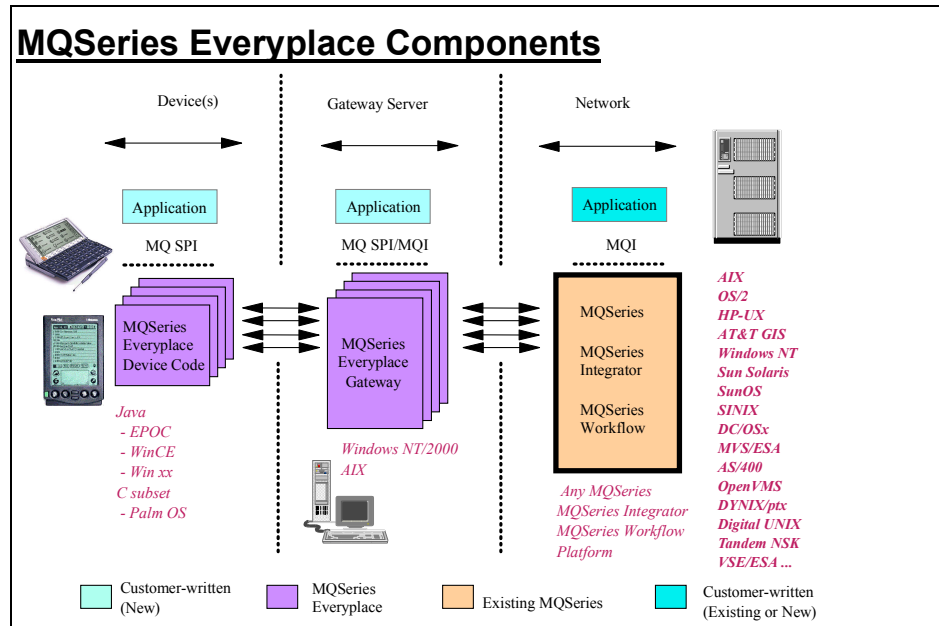 MQSeries Everyplace Components
Device(s)
Gateway Server
Network
Application
Application
Application
MQ SPI
MQ SPI/MQI
MQI
MQSeries
Everyplace
Device Code
MQSeries
Everyplace
Gateway
MQSeries
MQSeries
Integrator
MQSeries
Workflow
Java
- EPOC
- WinCE
- Win xx
C subset
- Palm OS
Windows NT/2000
AIX
Any MQSeries
MQSeries Integrator
MQSeries Workflow
Platform
AIX
OS/2
HP-UX
AT&T GIS
Windows NT
Sun Solaris
SunOS
SINIX
DC/OSx
MVS/ESA
AS/400
OpenVMS
DYNIX/ptx
Digital UNIX
Tandem NSK
VSE/ESA ...
Customer-written
(New)
MQSeries
Everyplace
Existing MQSeries
Customer-written
(Existing or New)